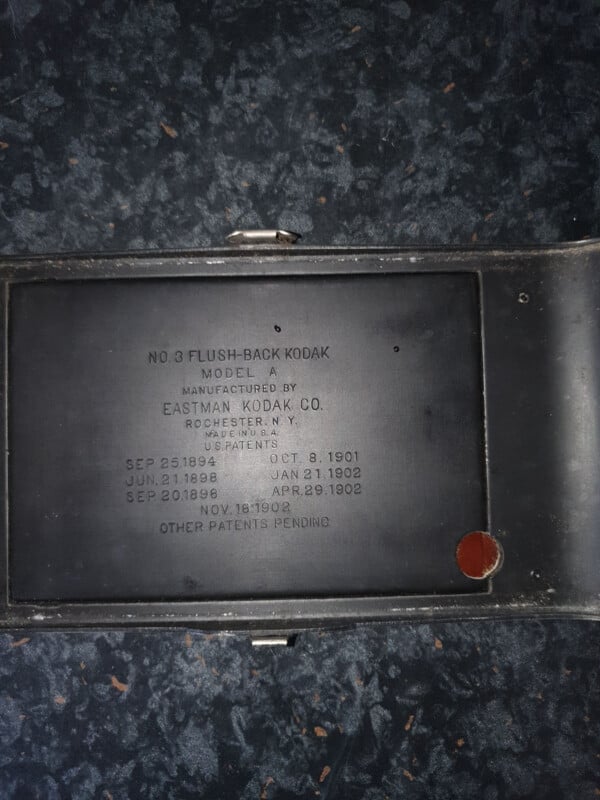 NO. 3 FLUSH-BACK KODAK
MODEL A
MANUFACTURED BY
EASTMAN KODAK CO.
ROCHESTER. N. Y.
MADE IN U.S.A.
U.S. PATENTS
SEP 25.1894 OCT. 8. 1901
JUN. 21 1898 JAN 21. 1902
SEP 20.1898 APR. 29. 1902
NOV. 18.1902
OTHER PATENTS PENDING